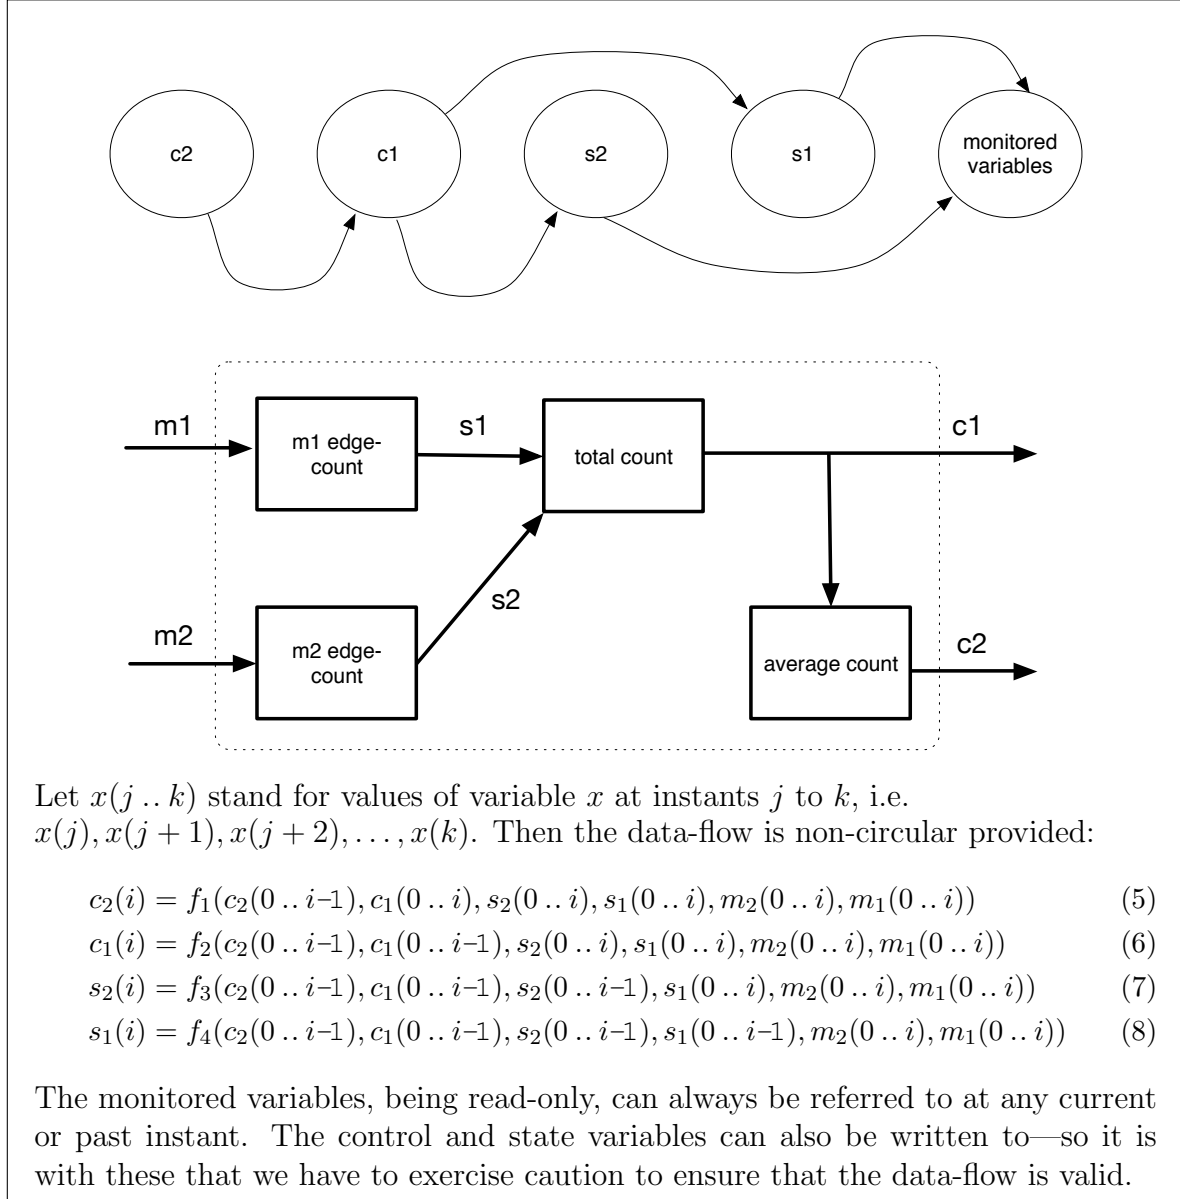 c2
c1
s2
s1
monitored
variables
m1
m1 edge-
count
s1
total count
c1
m2
m2 edge-
count
s2
average count
c2
Let x(j .. k) stand for values of variable x at instants j to k, i.e.
x(j), x(j + 1), x(j + 2), . . . , x(k). Then the data-flow is non-circular provided:
c₂(i) = f₁(c₂(0 .. i-1), c₁(0 .. i), s₂(0 .. i), s₁(0 .. i), m₂(0 .. i), m₁(0 .. i)) (5)
c₁(i) = f₂(c₂(0 .. i-1), c₁(0 .. i-1), s₂(0 .. i), s₁(0 .. i), m₂(0 .. i), m₁(0 .. i)) (6)
s₂(i) = f₃(c₂(0 .. i-1), c₁(0 .. i-1), s₂(0 .. i-1), s₁(0 .. i), m₂(0 .. i), m₁(0 .. i)) (7)
s₁(i) = f₄(c₂(0 .. i-1), c₁(0 .. i-1), s₂(0 .. i-1), s₁(0 .. i-1), m₂(0 .. i), m₁(0 .. i)) (8)
The monitored variables, being read-only, can always be referred to at any current
or past instant. The control and state variables can also be written to—so it is
with these that we have to exercise caution to ensure that the data-flow is valid.